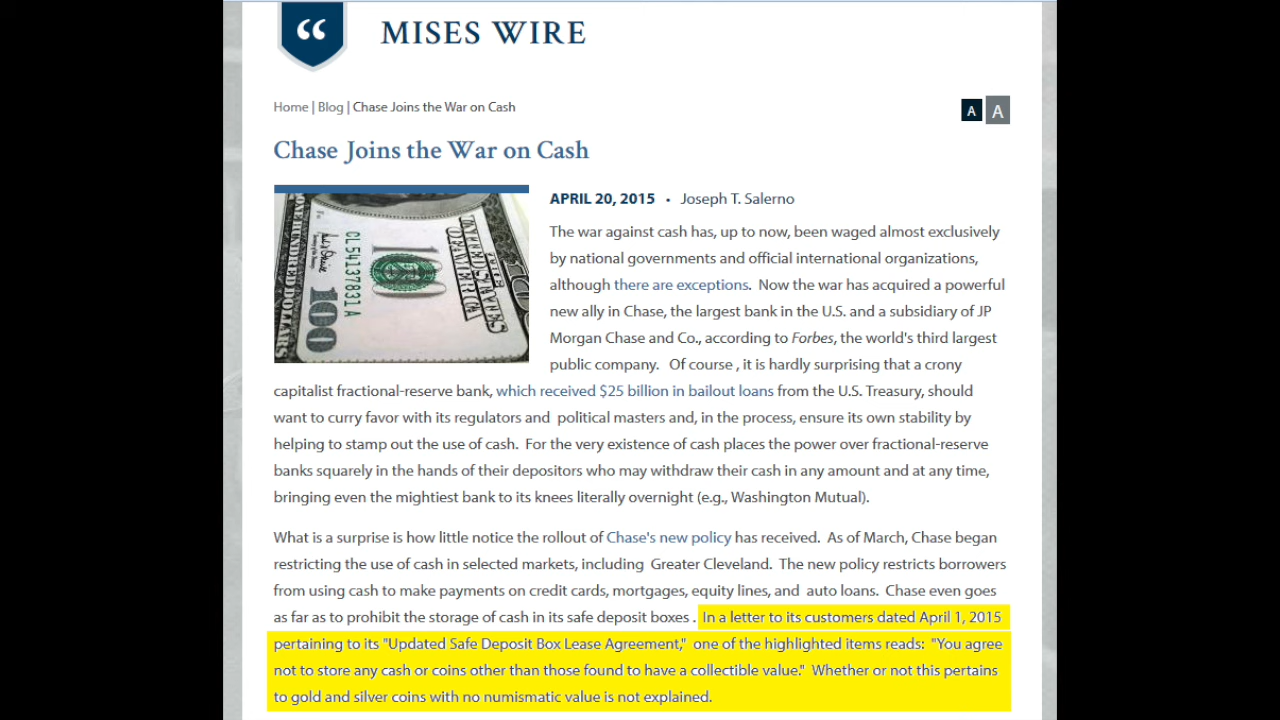 “
MISES WIRE
Home | Blog | Chase Joins the War on Cash
A A
Chase Joins the War on Cash
CL54137831A
100
APRIL 20, 2015 • Joseph T. Salerno
The war against cash has, up to now, been waged almost exclusively
by national governments and official international organizations,
although there are exceptions.  Now the war has acquired a powerful
new ally in Chase, the largest bank in the U.S. and a subsidiary of JP
Morgan Chase and Co., according to Forbes, the world's third largest
public company.   Of course , it is hardly surprising that a crony
capitalist fractional-reserve bank, which received $25 billion in bailout loans from the U.S. Treasury, should
want to curry favor with its regulators and  political masters and, in the process, ensure its own stability by
helping to stamp out the use of cash.  For the very existence of cash places the power over fractional-reserve
banks squarely in the hands of their depositors who may withdraw their cash in any amount and at any time,
bringing even the mightiest bank to its knees literally overnight (e.g., Washington Mutual).
What is a surprise is how little notice the rollout of Chase's new policy has received.  As of March, Chase began
restricting the use of cash in selected markets, including  Greater Cleveland.  The new policy restricts borrowers
from using cash to make payments on credit cards, mortgages, equity lines, and  auto loans.  Chase even goes
as far as to prohibit the storage of cash in its safe deposit boxes .  In a letter to its customers dated April 1, 2015
pertaining to its "Updated Safe Deposit Box Lease Agreement,"  one of the highlighted items reads:  "You agree
not to store any cash or coins other than those found to have a collectible value."  Whether or not this pertains
to gold and silver coins with no numismatic value is not explained.